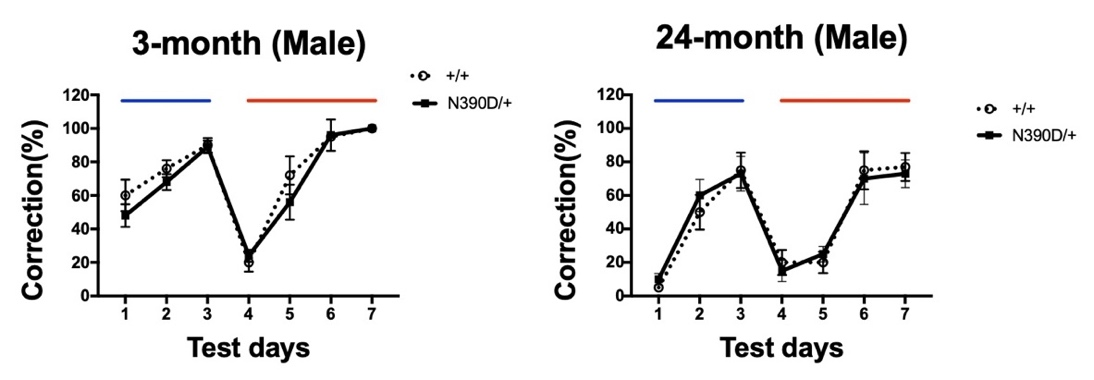 3-month (Male)
+/+
N390D/+
120
100
80
60
40
20
0
Correction(%)
1 2 3 4 5 6 7
Test days
24-month (Male)
+/+
N390D/+
120
100
80
60
40
20
0
Correction(%)
1 2 3 4 5 6 7
Test days